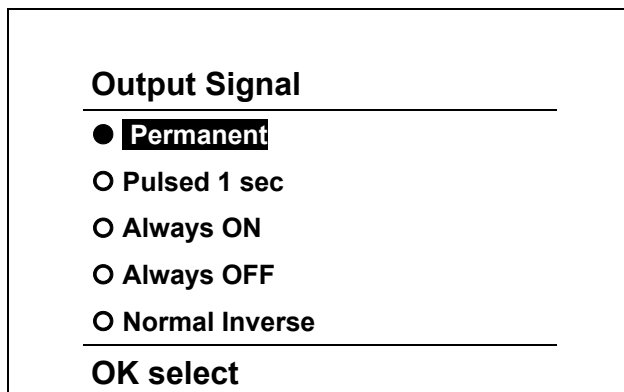 Output Signal
Permanent
Pulsed 1 sec
Always ON
Always OFF
Normal Inverse
OK select